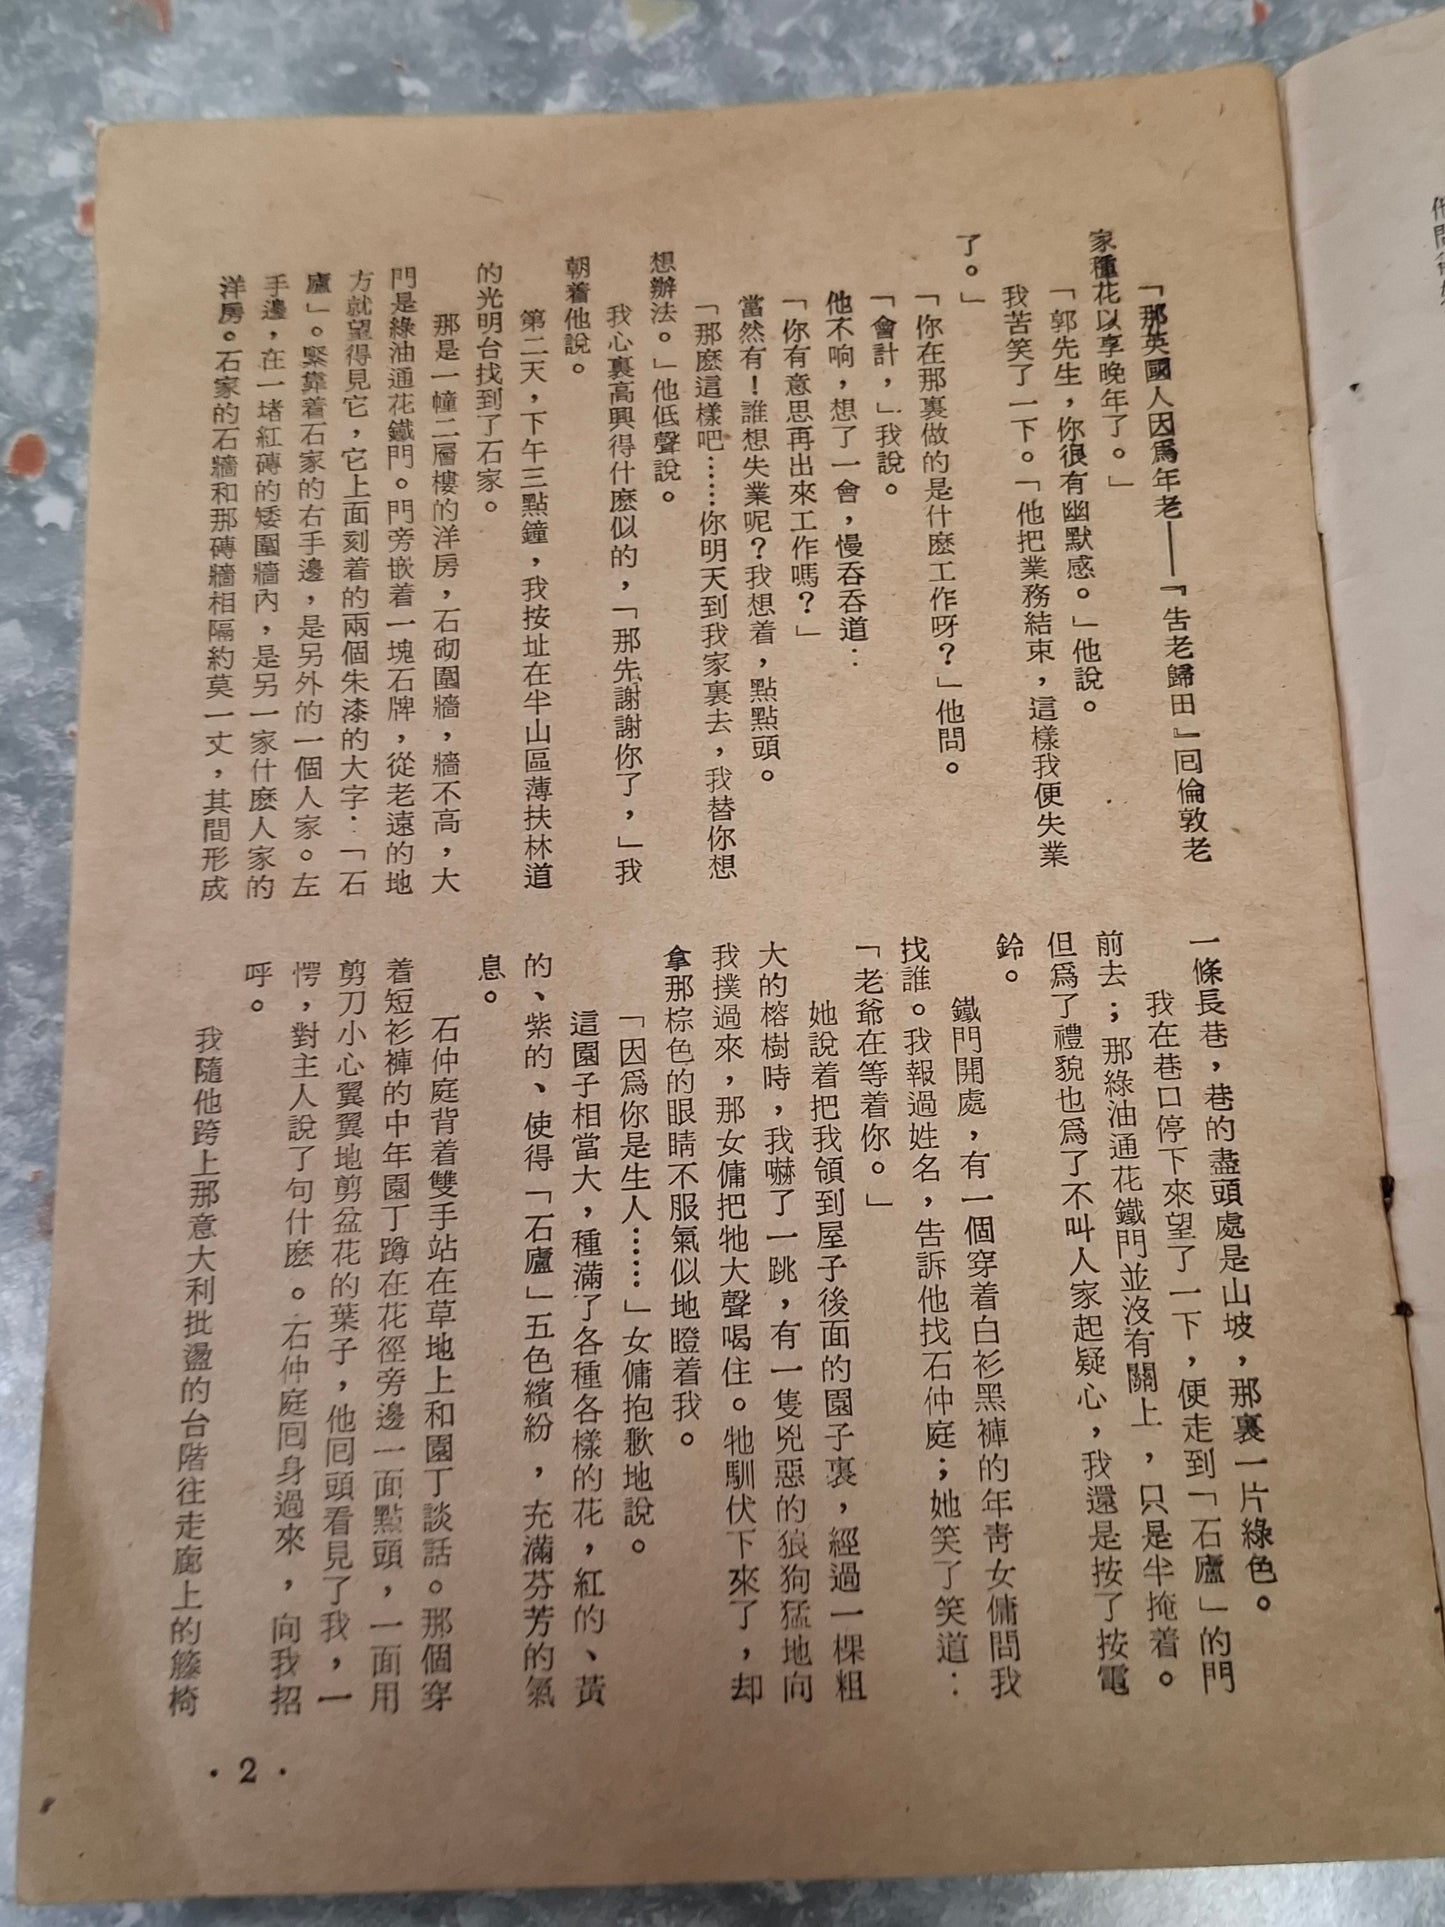 「那英國人因爲年老——『告老歸田』囘倫敦老
家種花以享晚年了。」
「郭先生，你很有幽默感。」他說。
我苦笑了一下。「他把業務結束，這樣我便失業
了。」
「你在那裏做的是什麽工作呀？」他問。
「會計，」我說。
他不响，想了一會，慢吞吞道：
「你有意思再出來工作嗎？」
當然有！誰想失業呢？我想着，點點頭。
「那麽這樣吧……你明天到我家裏去，我替你想
想辦法。」他低聲說。
我心裏高興得什麽似的，「那先謝謝你了，」我
朝着他說。
第二天，下午三點鐘，我按址在半山區薄扶林道
的光明台找到了石家。
那是一幢二層樓的洋房，石砌圍牆，牆不高，大
門是綠油通花鐵門。門旁嵌着一塊石牌，從老遠的地
方就望得見它，它上面刻着的兩個朱漆的大字：「石
廬」。緊靠着石家的右手邊，是另外的一個人家。左
手邊，在一堵紅磚的矮圍牆內，是另一家什麽人家的
洋房。石家的石牆和那磚牆相隔約莫一丈，其間形成
一條長巷，巷的盡頭處是山坡，那裏一片綠色。
我在巷口停下來望了一下，便走到「石廬」的門
前去；那綠油通花鐵門並沒有關上，只是半掩着。
但爲了禮貌也爲了不叫人家起疑心，我還是按了按電
鈴。
鐵門開處，有一個穿着白衫黑褲的年靑女傭問我
找誰。我報過姓名，告訴他找石仲庭；她笑了笑道：
「老爺在等着你。」
她說着把我領到屋子後面的園子裏，經過一棵粗
大的榕樹時，我嚇了一跳，有一隻兇惡的狼狗猛地向
我撲過來，那女傭把牠大聲喝住。牠馴伏下來了，却
拿那棕色的眼睛不服氣似地瞪着我。
「因爲你是生人……」女傭抱歉地說。
這園子相當大，種滿了各種各樣的花，紅的、黃
的、紫的、使得「石廬」五色繽紛，充滿芬芳的氣
息。
石仲庭背着雙手站在草地上和園丁談話。那個穿
着短衫褲的中年園丁蹲在花徑旁邊一面點頭，一面用
剪刀小心翼翼地剪盆花的葉子，他囘頭看見了我，一
愕，對主人說了句什麽。石仲庭囘身過來，向我招
呼。
我隨他跨上那意大利批盪的台階往走廊上的籐椅
・2・